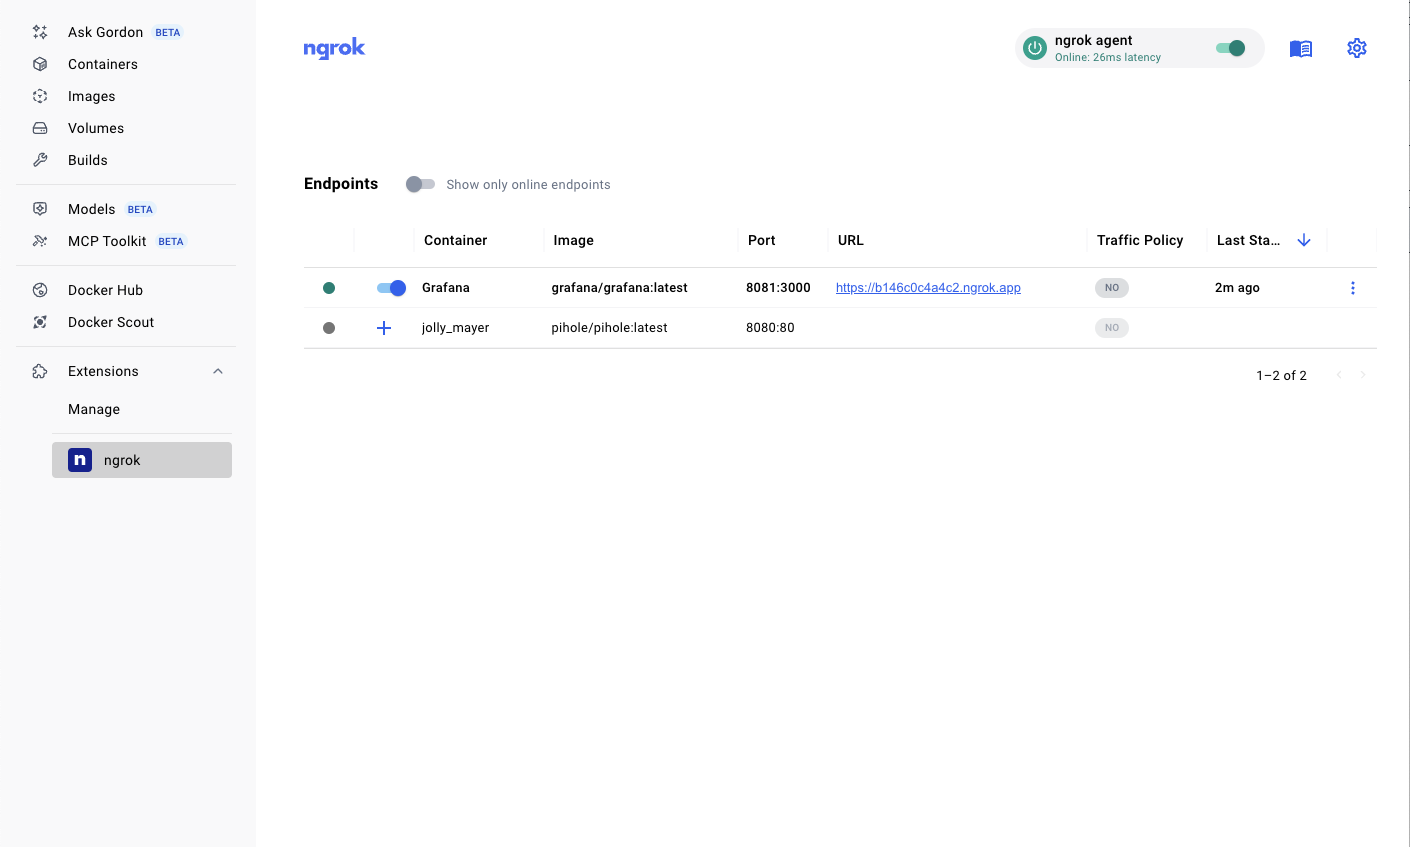 Ask Gordon BETA
Containers
Images
Volumes
Builds
Models BETA
MCP Toolkit BETA
Docker Hub
Docker Scout
Extensions
Manage
n ngrok
ngrok
ngrok agent
Online: 26ms latency
Endpoints Show only online endpoints
Container Image Port URL Traffic Policy Last Sta...
Grafana grafana/grafana:latest 8081:3000 https://b146c0c4a4c2.ngrok.app NO 2m ago
jolly_mayer pihole/pihole:latest 8080:80 NO
1–2 of 2